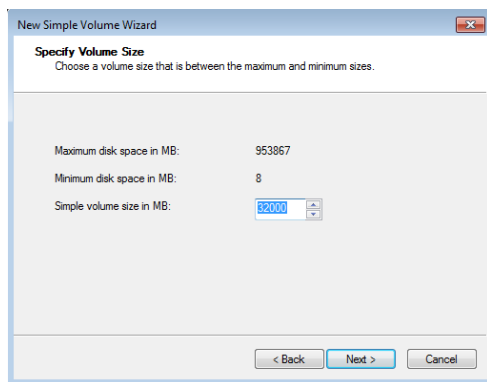 New Simple Volume Wizard
Specify Volume Size
Choose a volume size that is between the maximum and minimum sizes.
Maximum disk space in MB: 953867
Minimum disk space in MB: 8
Simple volume size in MB: 32000
< Back Next > Cancel